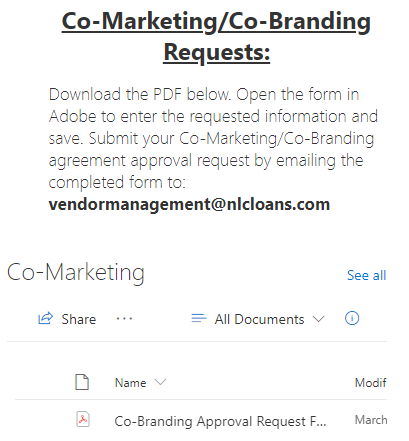 Co-Marketing/Co-Branding
Requests:
Download the PDF below. Open the form in
Adobe to enter the requested information and
save. Submit your Co-Marketing/Co-Branding
agreement approval request by emailing the
completed form to:
vendormanagement@nlcloans.com
Co-Marketing
See all
Share ··· All Documents
Name Modif
Co-Branding Approval Request F... March